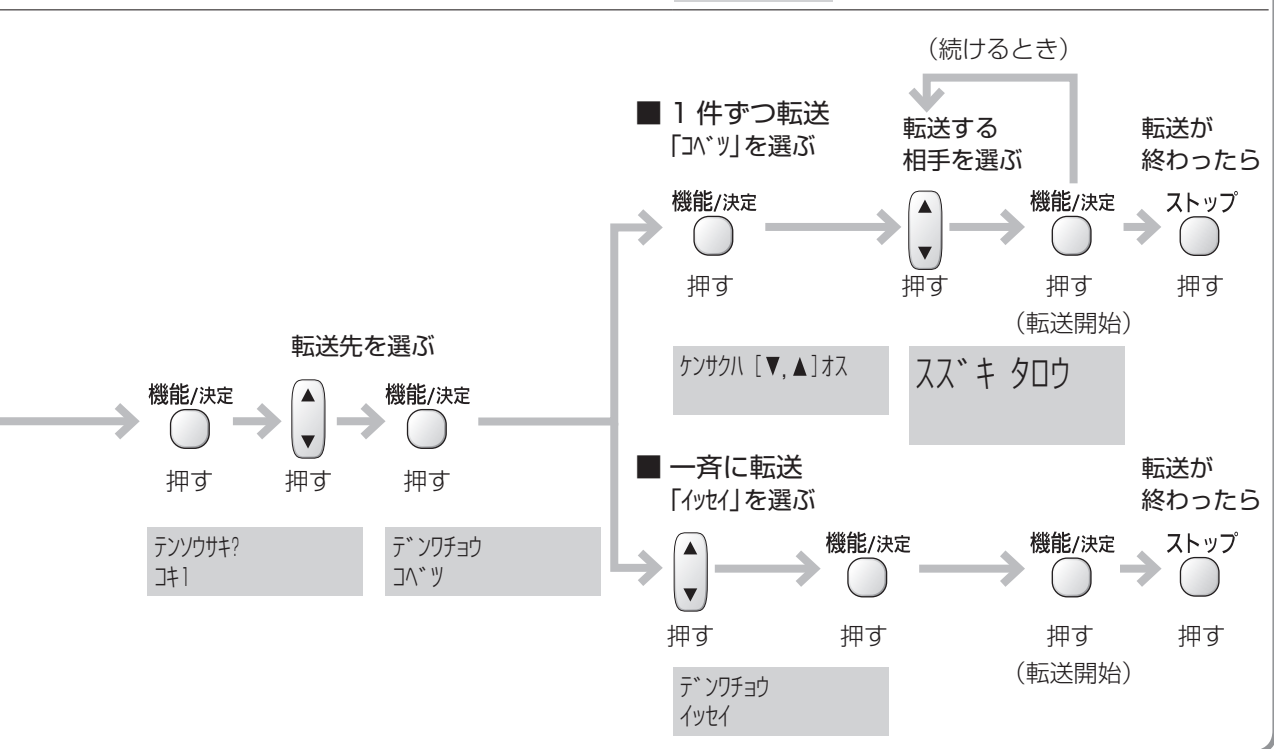 転送先を選ぶ
機能/決定
▲
▼
機能/決定
押す
押す
押す
テンソウサキ?
コキ1
デンワチョウ
コベツ
■ 1 件ずつ転送
「コベツ」を選ぶ
(続けるとき)
転送する
相手を選ぶ
転送が
終わったら
機能/決定
▲
▼
機能/決定
ストップ
押す
押す
押す
(転送開始)
押す
ケンサクハ [▼,▲]オス
スズキ タロウ
■ 一斉に転送
「イッセイ」を選ぶ
転送が
終わったら
▲
▼
機能/決定
機能/決定
ストップ
押す
押す
押す
(転送開始)
押す
デンワチョウ
イッセイ